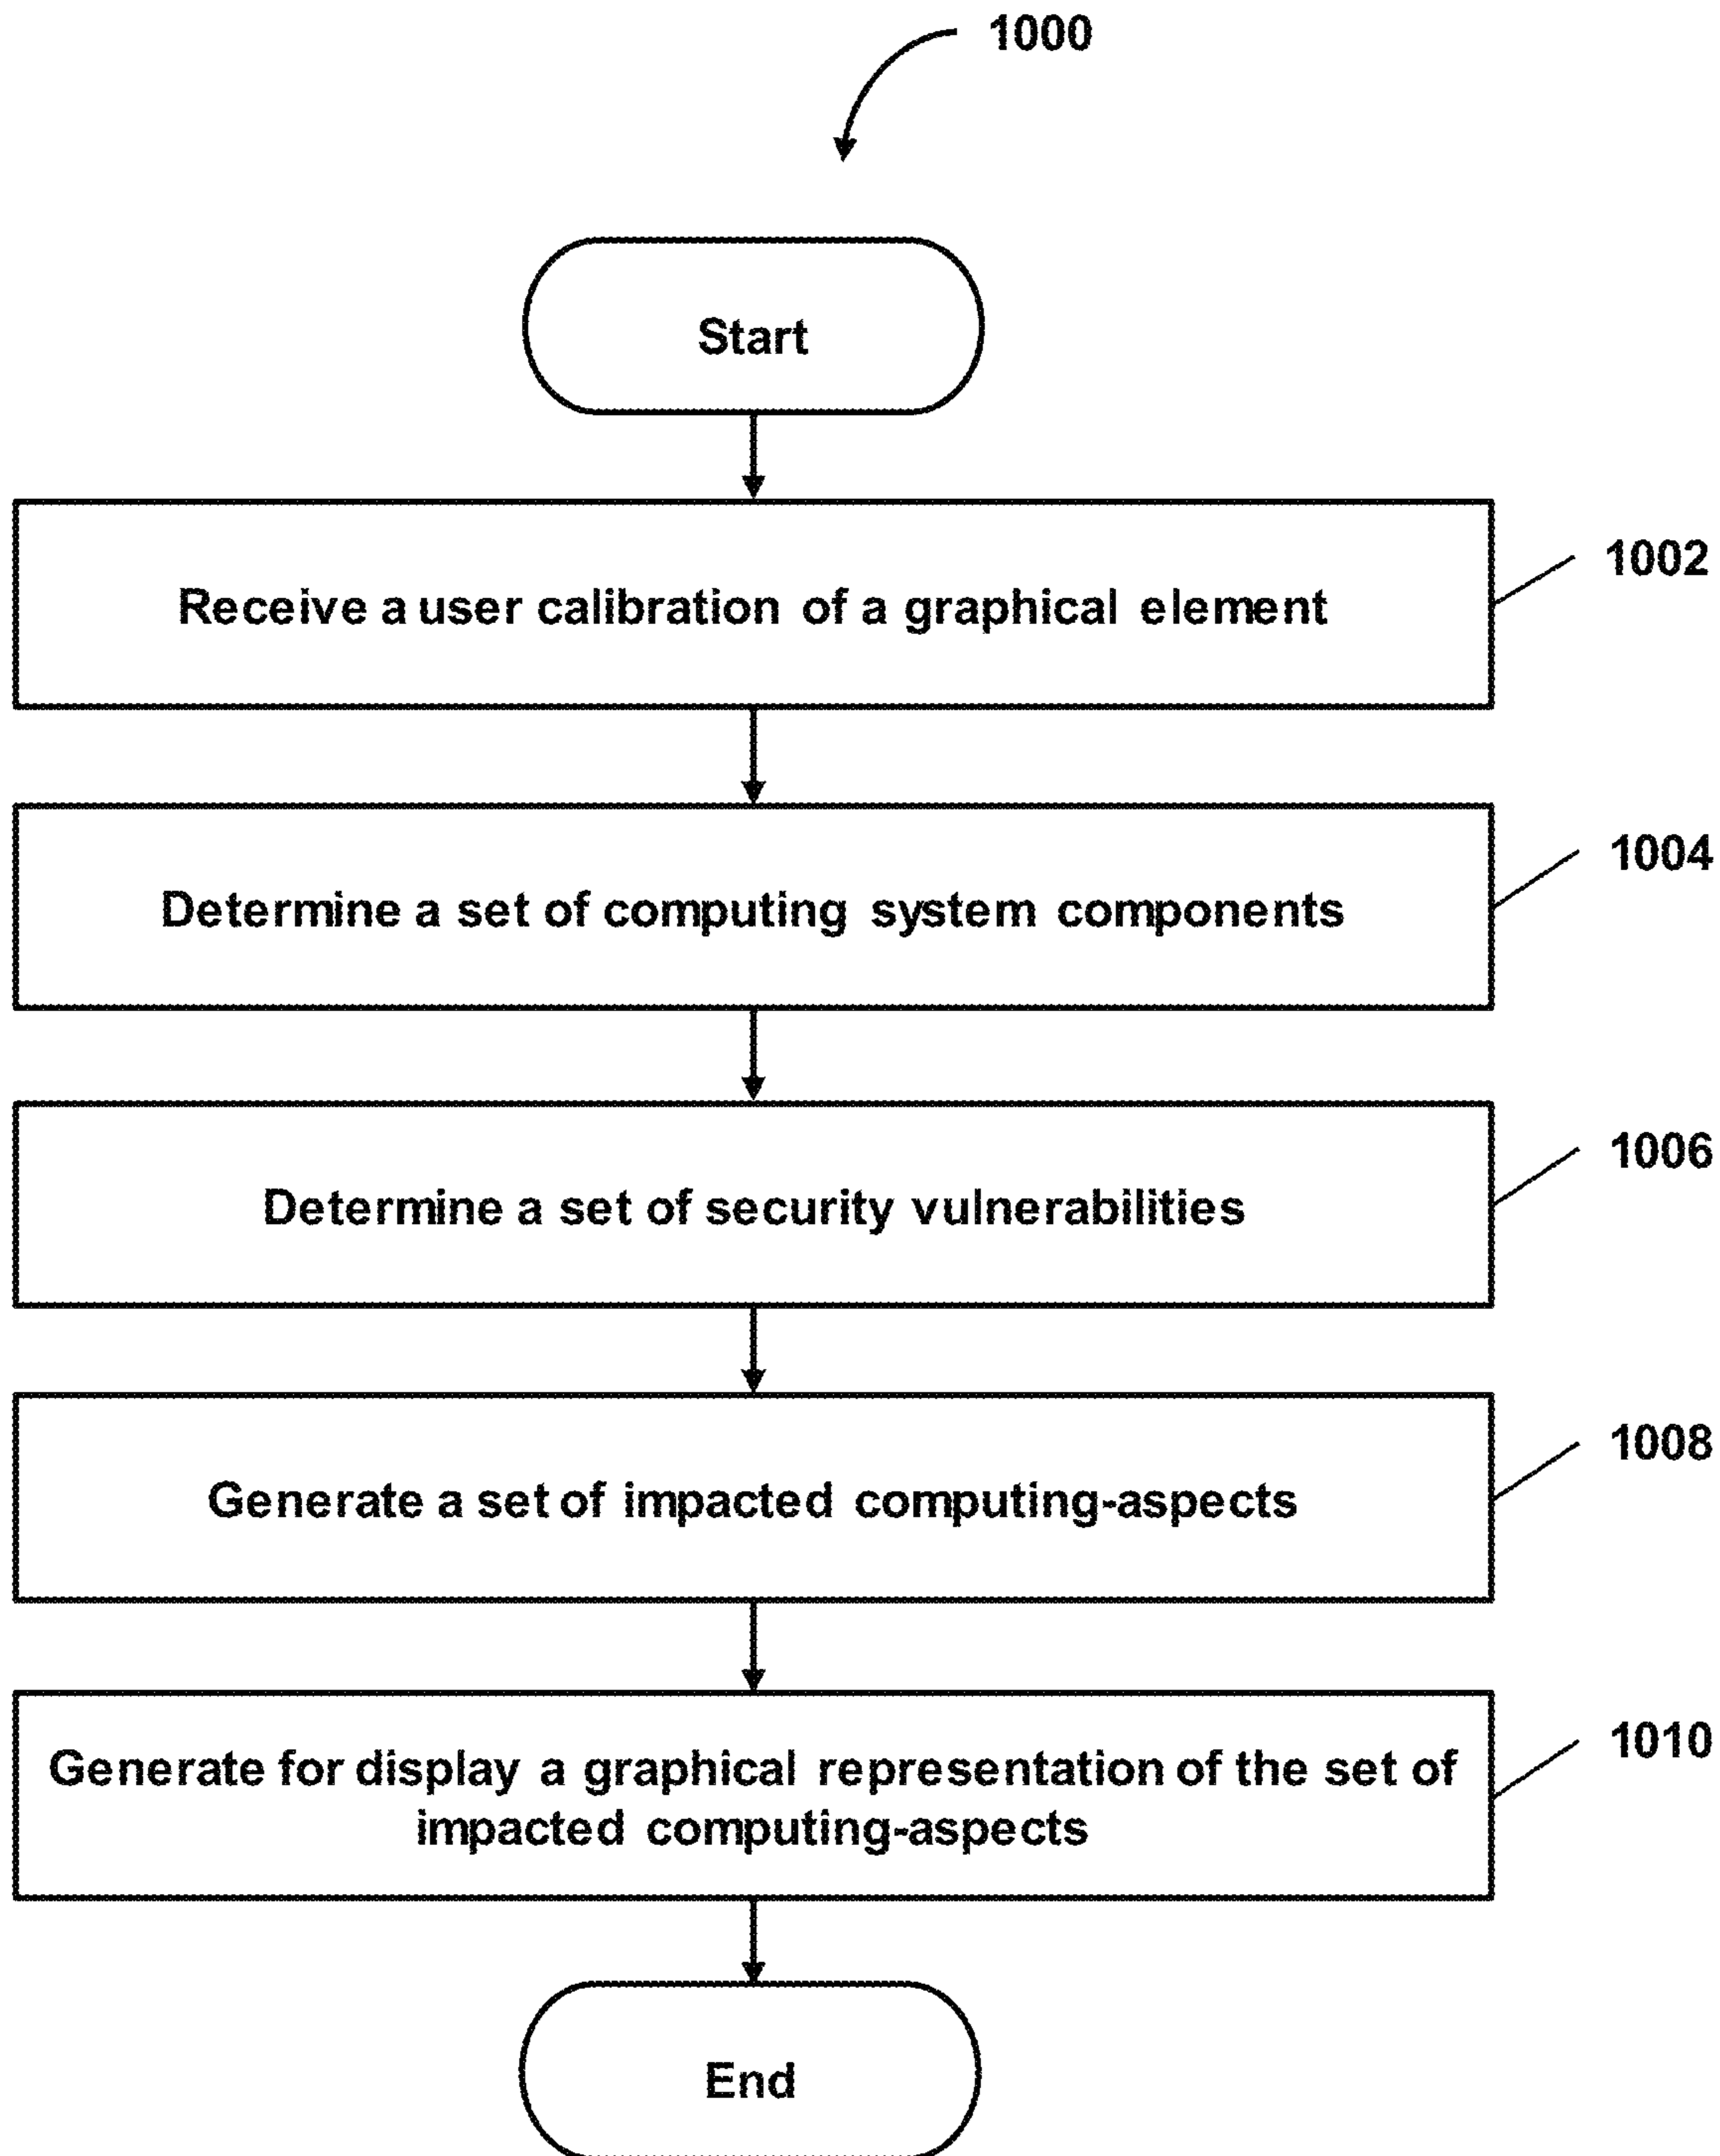 1000
Start
Receive a user calibration of a graphical element
1002
Determine a set of computing system components
1004
Determine a set of security vulnerabilities
1006
Generate a set of impacted computing-aspects
1008
Generate for display a graphical representation of the set of
impacted computing-aspects
1010
End